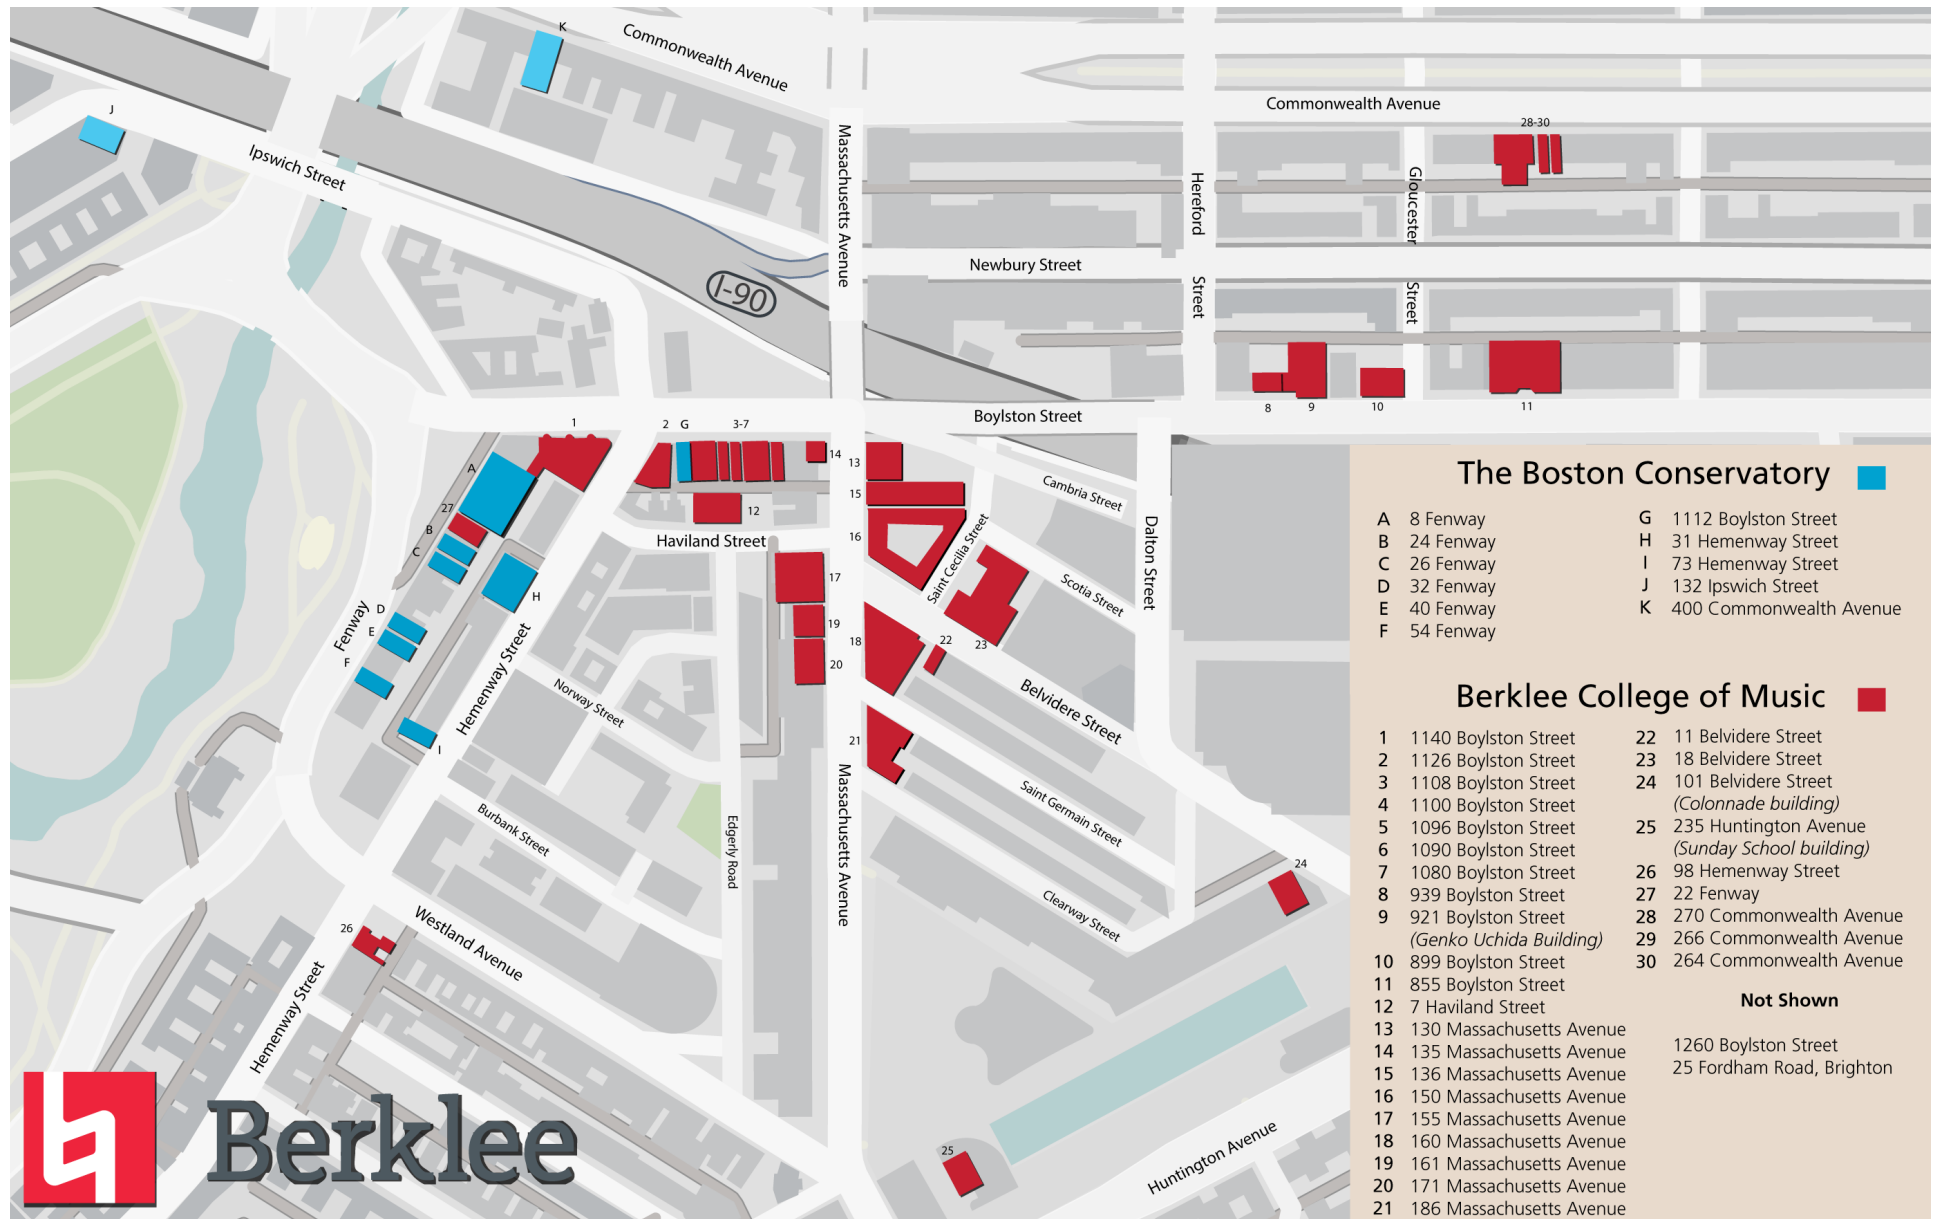 K
Commonwealth Avenue
J
Ipswich Street
Massachusetts Avenue
I-90
Commonwealth Avenue
28-30
Hereford
Street
Gloucester
Street
Newbury Street
Boylston Street
8
9
10
11
1
2
G
3-7
14
13
A
27
B
C
12
15
16
Haviland Street
Cambria Street
Saint Cecilia Street
Dalton Street
Scotia Street
17
H
D
E
F
Fenway
19
18
20
22
23
Hemenway Street
Norway Street
Belvidere Street
I
21
Massachusetts Avenue
Saint Germain Street
Burbank Street
Edgerly Road
Clearway Street
24
26
Westland Avenue
Hemenway Street
25
Huntington Avenue
Berklee
The Boston Conservatory
A 8 Fenway
B 24 Fenway
C 26 Fenway
D 32 Fenway
E 40 Fenway
F 54 Fenway
G 1112 Boylston Street
H 31 Hemenway Street
I 73 Hemenway Street
J 132 Ipswich Street
K 400 Commonwealth Avenue
Berklee College of Music
1 1140 Boylston Street
2 1126 Boylston Street
3 1108 Boylston Street
4 1100 Boylston Street
5 1096 Boylston Street
6 1090 Boylston Street
7 1080 Boylston Street
8 939 Boylston Street
9 921 Boylston Street
(Genko Uchida Building)
10 899 Boylston Street
11 855 Boylston Street
12 7 Haviland Street
13 130 Massachusetts Avenue
14 135 Massachusetts Avenue
15 136 Massachusetts Avenue
16 150 Massachusetts Avenue
17 155 Massachusetts Avenue
18 160 Massachusetts Avenue
19 161 Massachusetts Avenue
20 171 Massachusetts Avenue
21 186 Massachusetts Avenue
22 11 Belvidere Street
23 18 Belvidere Street
24 101 Belvidere Street
(Colonnade building)
25 235 Huntington Avenue
(Sunday School building)
26 98 Hemenway Street
27 22 Fenway
28 270 Commonwealth Avenue
29 266 Commonwealth Avenue
30 264 Commonwealth Avenue
Not Shown
1260 Boylston Street
25 Fordham Road, Brighton